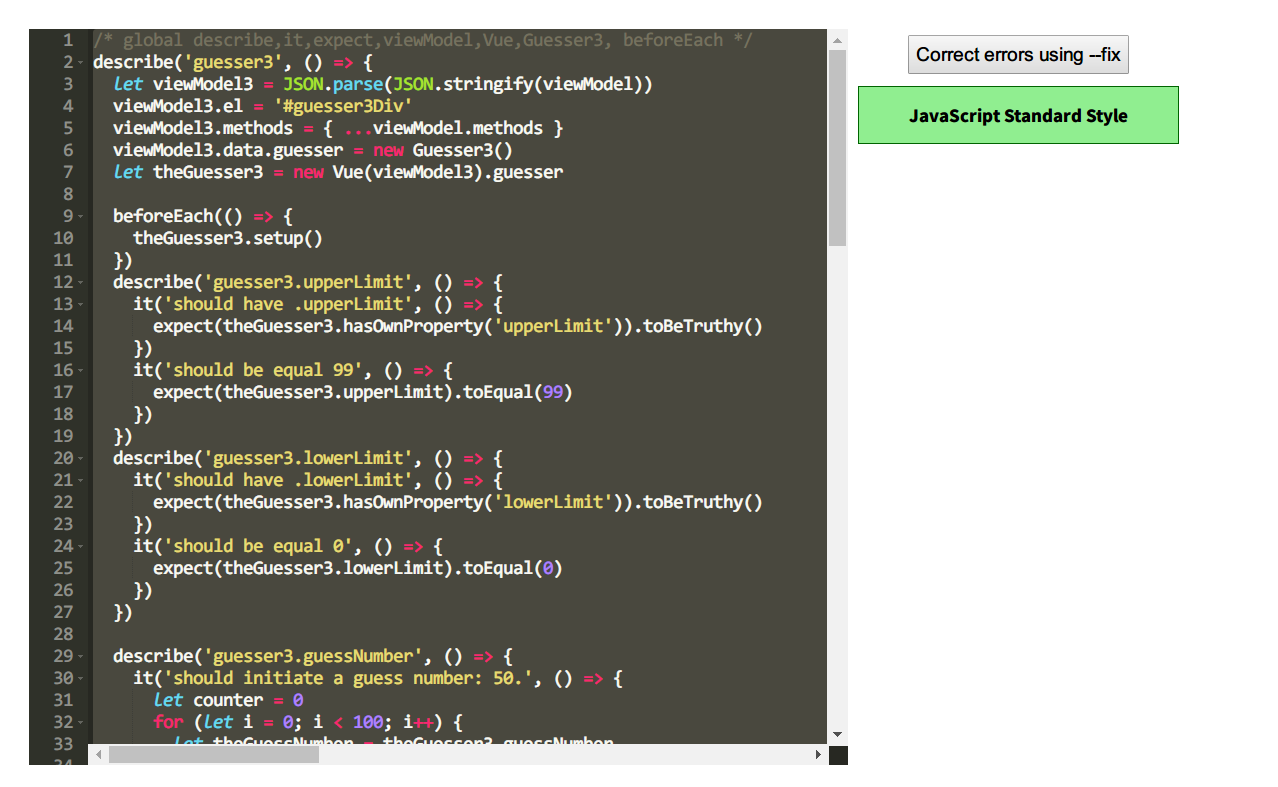 1 /* global describe,it,expect,viewModel,Vue,Guesser3, beforeEach */
2 describe('guesser3', () => {
3   let viewModel3 = JSON.parse(JSON.stringify(viewModel))
4   viewModel3.el = '#guesser3Div'
5   viewModel3.methods = { ...viewModel.methods }
6   viewModel3.data.guesser = new Guesser3()
7   let theGuesser3 = new Vue(viewModel3).guesser
8
9   beforeEach(() => {
10     theGuesser3.setup()
11   })
12   describe('guesser3.upperLimit', () => {
13     it('should have .upperLimit', () => {
14       expect(theGuesser3.hasOwnProperty('upperLimit')).toBeTruthy()
15     })
16     it('should be equal 99', () => {
17       expect(theGuesser3.upperLimit).toEqual(99)
18     })
19   })
20   describe('guesser3.lowerLimit', () => {
21     it('should have .lowerLimit', () => {
22       expect(theGuesser3.hasOwnProperty('lowerLimit')).toBeTruthy()
23     })
24     it('should be equal 0', () => {
25       expect(theGuesser3.lowerLimit).toEqual(0)
26     })
27   })
28
29   describe('guesser3.guessNumber', () => {
30     it('should initiate a guess number: 50.', () => {
31       let counter = 0
32       for (let i = 0; i < 100; i++) {
33         let theGuessNumber = theGuesser3.guessNumber
34
Correct errors using --fix
JavaScript Standard Style